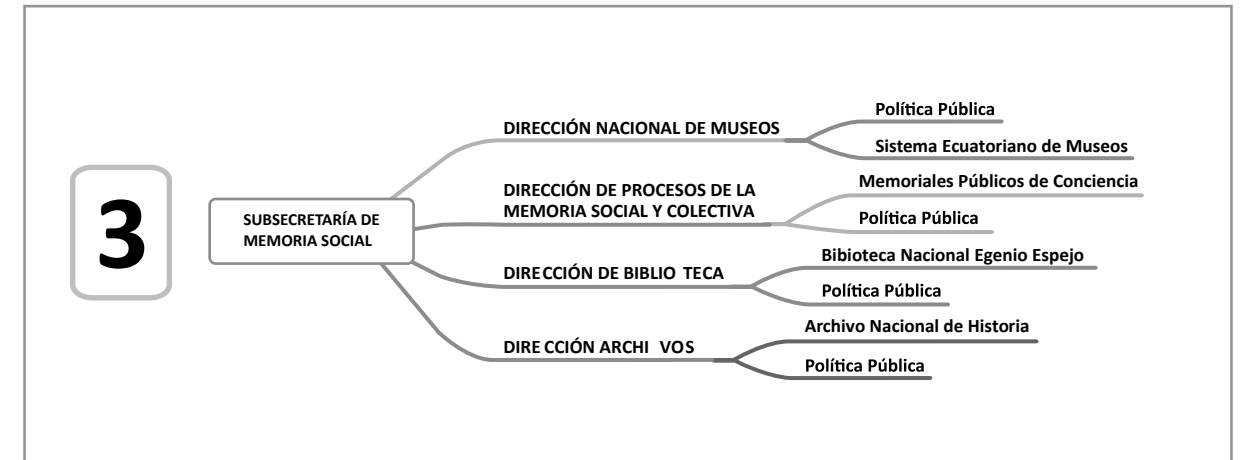 3
SUBSECRETARÍA DE
MEMORIA SOCIAL
DIRECCIÓN NACIONAL DE MUSEOS
Política Pública
Sistema Ecuatoriano de Museos
DIRECCIÓN DE PROCESOS DE LA
MEMORIA SOCIAL Y COLECTIVA
Memoriales Públicos de Conciencia
Política Pública
DIRECCIÓN DE BIBLIO TECA
Bibioteca Nacional Egenio Espejo
Política Pública
DIRE CCIÓN ARCHI VOS
Archivo Nacional de Historia
Política Pública